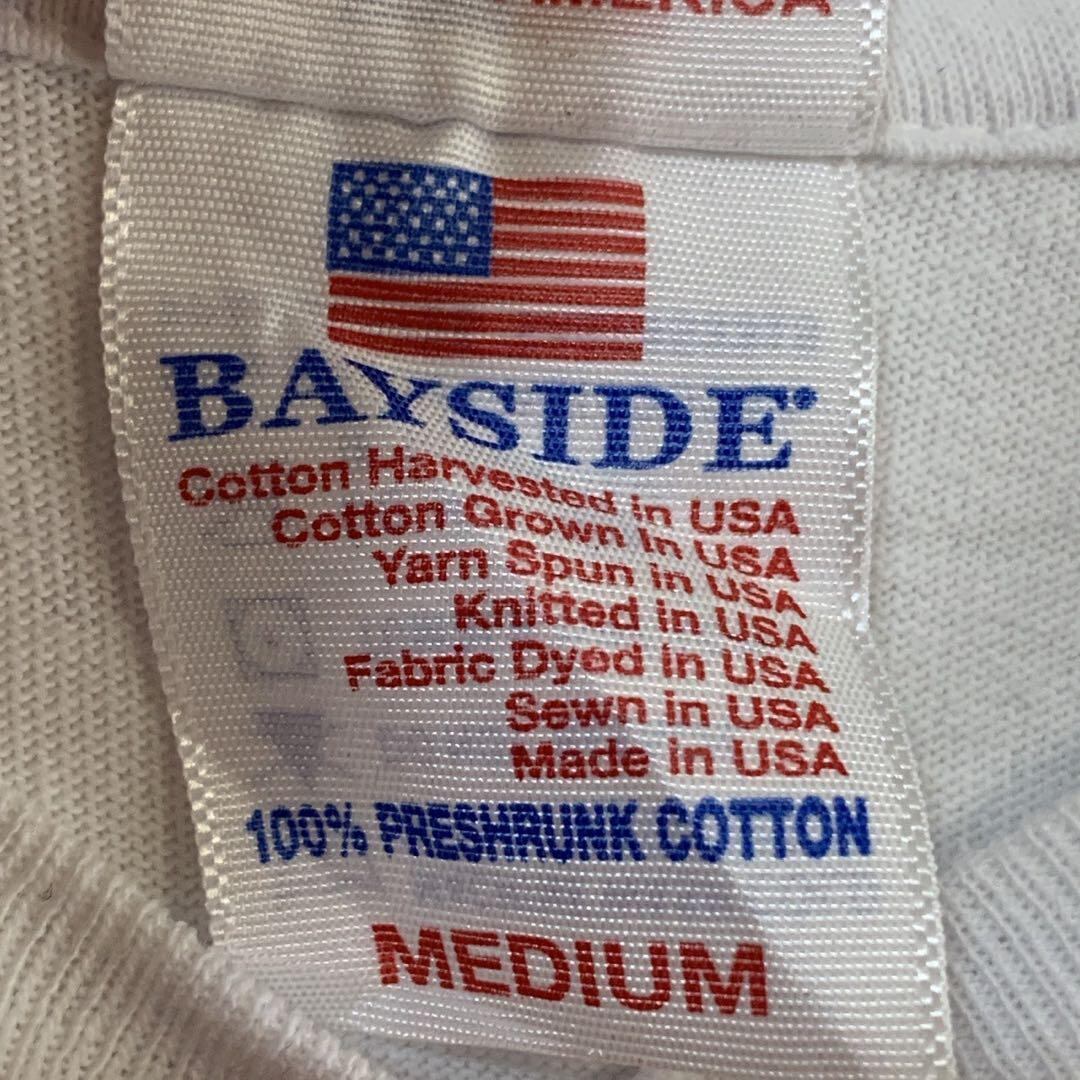 AMERICA
BAYSIDE®
Cotton Harvested in USA
Cotton Grown in USA
Yarn Spun in USA
Knitted in USA
Fabric Dyed in USA
Sewn in USA
Made in USA
100% PRESHRUNK COTTON
MEDIUM